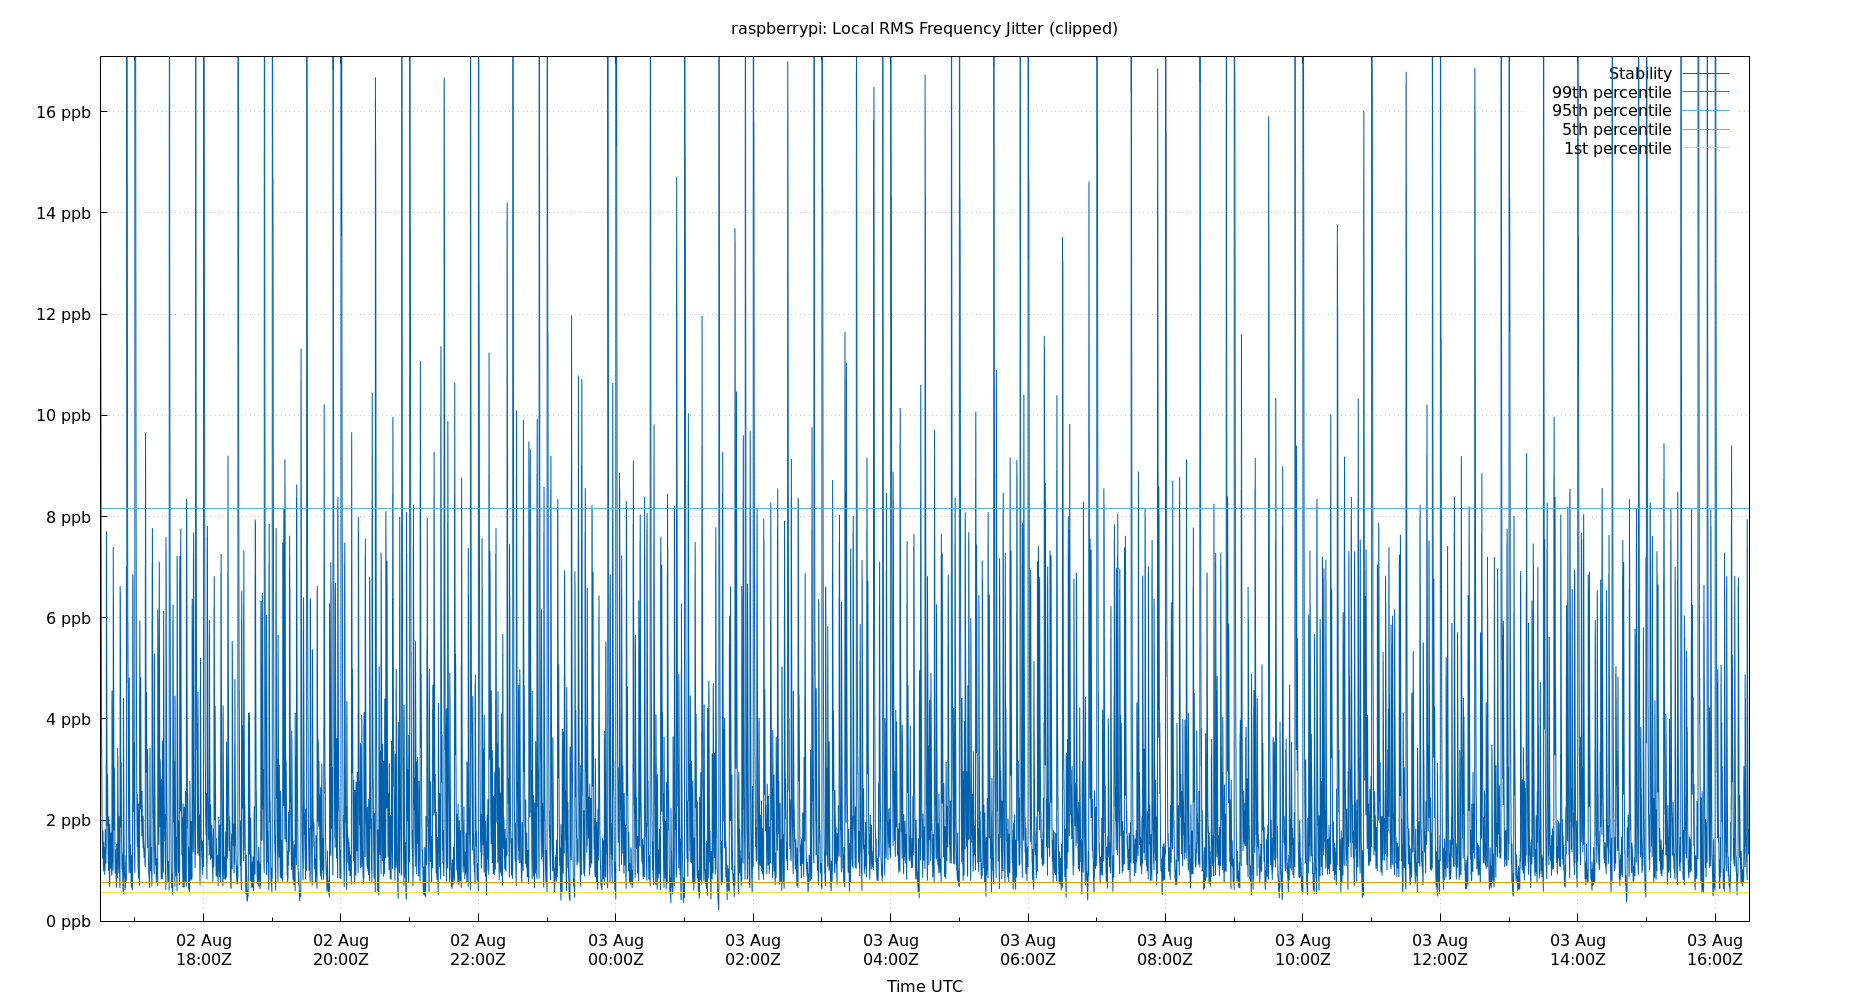 raspberrypi: Local RMS Frequency Jitter (clipped)
Stability
99th percentile
95th percentile
5th percentile
1st percentile
16 ppb
14 ppb
12 ppb
10 ppb
8 ppb
6 ppb
4 ppb
2 ppb
0 ppb
02 Aug 02 Aug 02 Aug 03 Aug 03 Aug 03 Aug 03 Aug 03 Aug 03 Aug 03 Aug 03 Aug 03 Aug
18:00Z 20:00Z 22:00Z 00:00Z 02:00Z 04:00Z 06:00Z 08:00Z 10:00Z 12:00Z 14:00Z 16:00Z
Time UTC